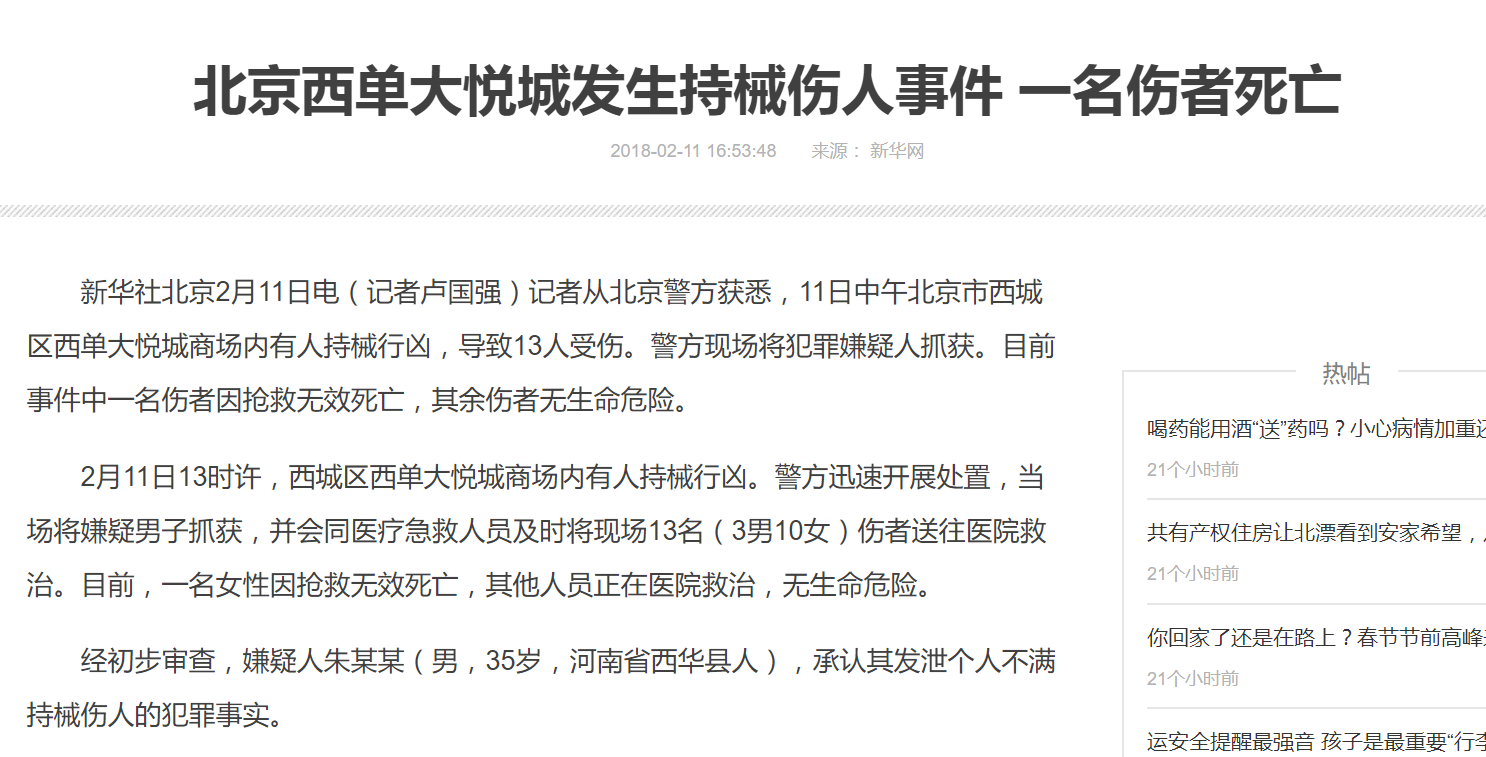 北京西单大悦城发生持械伤人事件 一名伤者死亡
2018-02-11 16:53:48 来源： 新华网
新华社北京2月11日电（记者卢国强）记者从北京警方获悉，11日中午北京市西城
区西单大悦城商场内有人持械行凶，导致13人受伤。警方现场将犯罪嫌疑人抓获。目前
事件中一名伤者因抢救无效死亡，其余伤者无生命危险。
2月11日13时许，西城区西单大悦城商场内有人持械行凶。警方迅速开展处置，当
场将嫌疑男子抓获，并会同医疗急救人员及时将现场13名（3男10女）伤者送往医院救
治。目前，一名女性因抢救无效死亡，其他人员正在医院救治，无生命危险。
经初步审查，嫌疑人朱某某（男，35岁，河南省西华县人），承认其发泄个人不满
持械伤人的犯罪事实。
热帖
喝药能用酒“送”药吗？小心病情加重
21个小时前
共有产权住房让北漂看到安家希望，
21个小时前
你回家了还是在路上？春节节前高峰
21个小时前
运安全提醒最强音 孩子是最重要“行